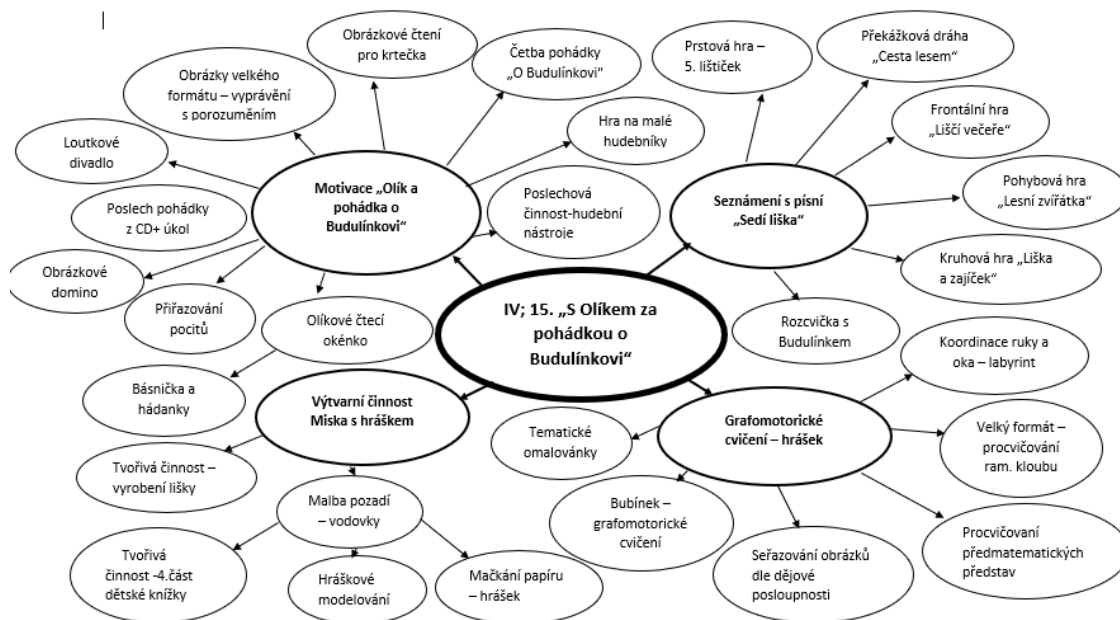 Obrázkové čtení
pro krtečka
Četba pohádky
„O Budulínkovi"
Prstová hra –
5. lištiček
Překážková dráha
„Cesta lesem“
Obrázky velkého
formátu – vyprávění
s porozuměním
Hra na malé
hudebníky
Frontální hra
„Liščí večeře“
Loutkové
divadlo
Motivace „Olík a
pohádka o
Budulínkovi“
Poslechová
činnost-hudební
nástroje
Seznámení s písní
„Sedí liška“
Pohybová hra
„Lesní zvířátka“
Poslech pohádky
z CD+ úkol
Kruhová hra „Liška
a zajíček“
Obrázkové
domino
Přiřazování
pocitů
Olíkové čtecí
okénko
IV; 15. „S Olíkem za
pohádkou o
Budulínkovi“
Rozcvička s
Budulínkem
Koordinace ruky a
oka – labyrint
Básnička a
hádanky
Výtvarní činnost
Miska s hráškem
Tematické
omalovánky
Grafomotorické
cvičení – hrášek
Velký formát –
procvičování
ram. kloubu
Tvořivá činnost –
vyrobení lišky
Malba pozadí
– vodovky
Bubínek –
grafomotorické
cvičení
Seřazování obrázků
dle dějové
posloupnosti
Procvičovaní
předmatematických
představ
Tvořivá
činnost -4.část
dětské knížky
Hráškové
modelování
Mačkání papíru
– hrášek